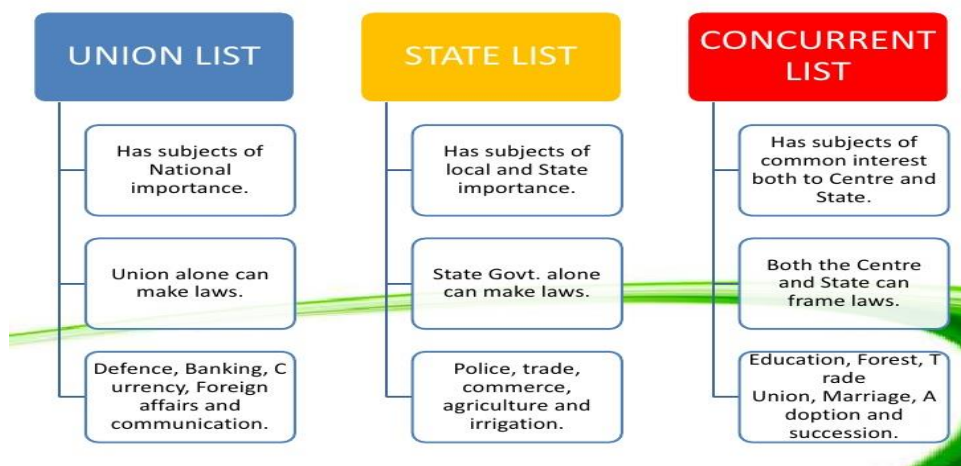 UNION LIST
Has subjects of
National
importance.
Union alone can
make laws.
Defence, Banking, C
urrency, Foreign
affairs and
communication.
STATE LIST
Has subjects of
local and State
importance.
State Govt. alone
can make laws.
Police, trade,
commerce,
agriculture and
irrigation.
CONCURRENT
LIST
Has subjects of
common interest
both to Centre and
State.
Both the Centre
and State can
frame laws.
Education, Forest, T
rade
Union, Marriage, A
doption and
succession.